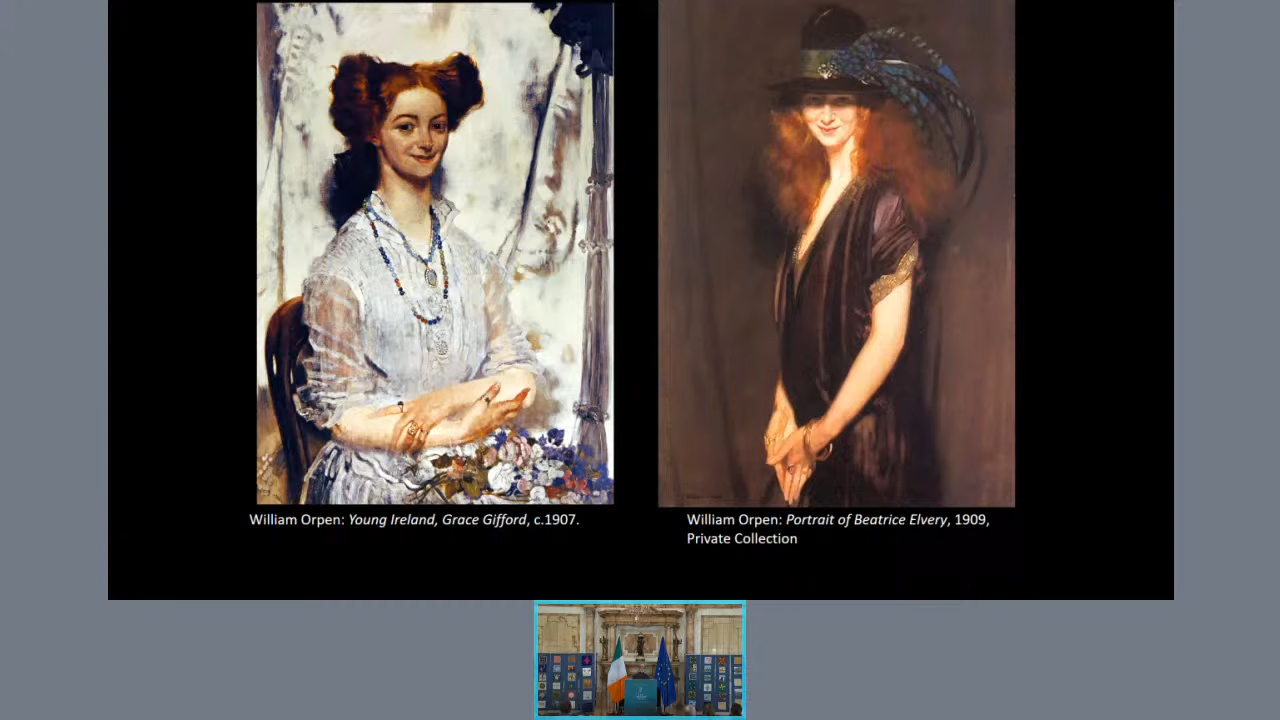 William Orpen: Young Ireland, Grace Gifford, c.1907.
William Orpen: Portrait of Beatrice Elvery, 1909,
Private Collection